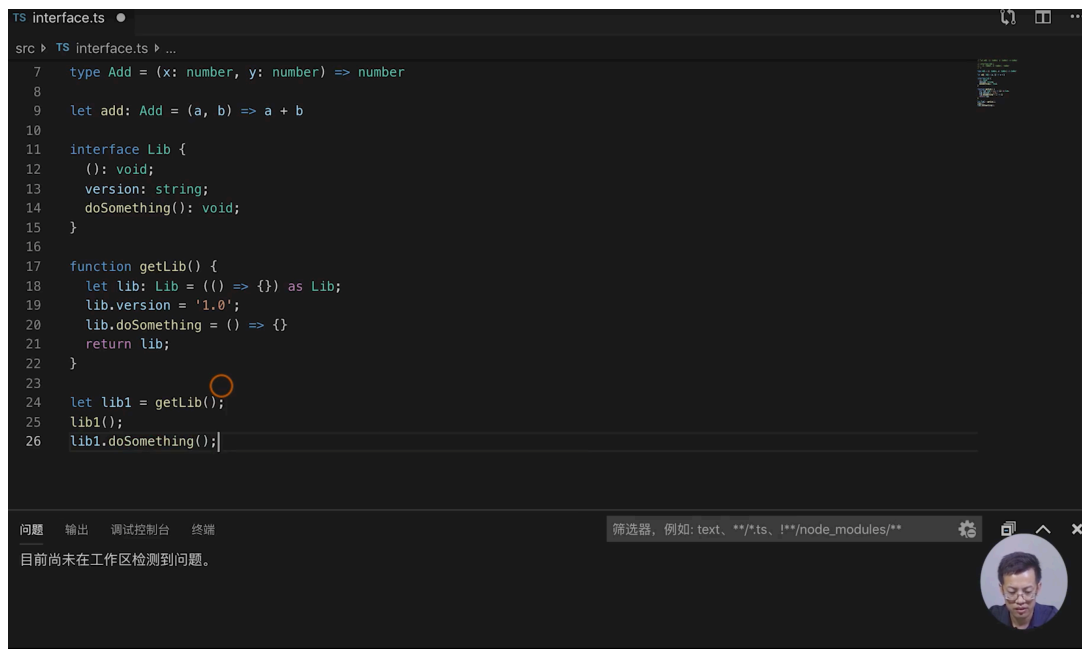 TS interface.ts
src TS interface.ts ...
7 type Add = (x: number, y: number) => number
8
9 let add: Add = (a, b) => a + b
10
11 interface Lib {
12   (): void;
13   version: string;
14   doSomething(): void;
15 }
16
17 function getLib() {
18   let lib: Lib = (() => {}) as Lib;
19   lib.version = '1.0';
20   lib.doSomething = () => {}
21   return lib;
22 }
23
24 let lib1 = getLib();
25 lib1();
26 lib1.doSomething();
问题 输出 调试控制台 终端 筛选器，例如: text、**/*.ts、!**/node_modules/**
目前尚未在工作区检测到问题。